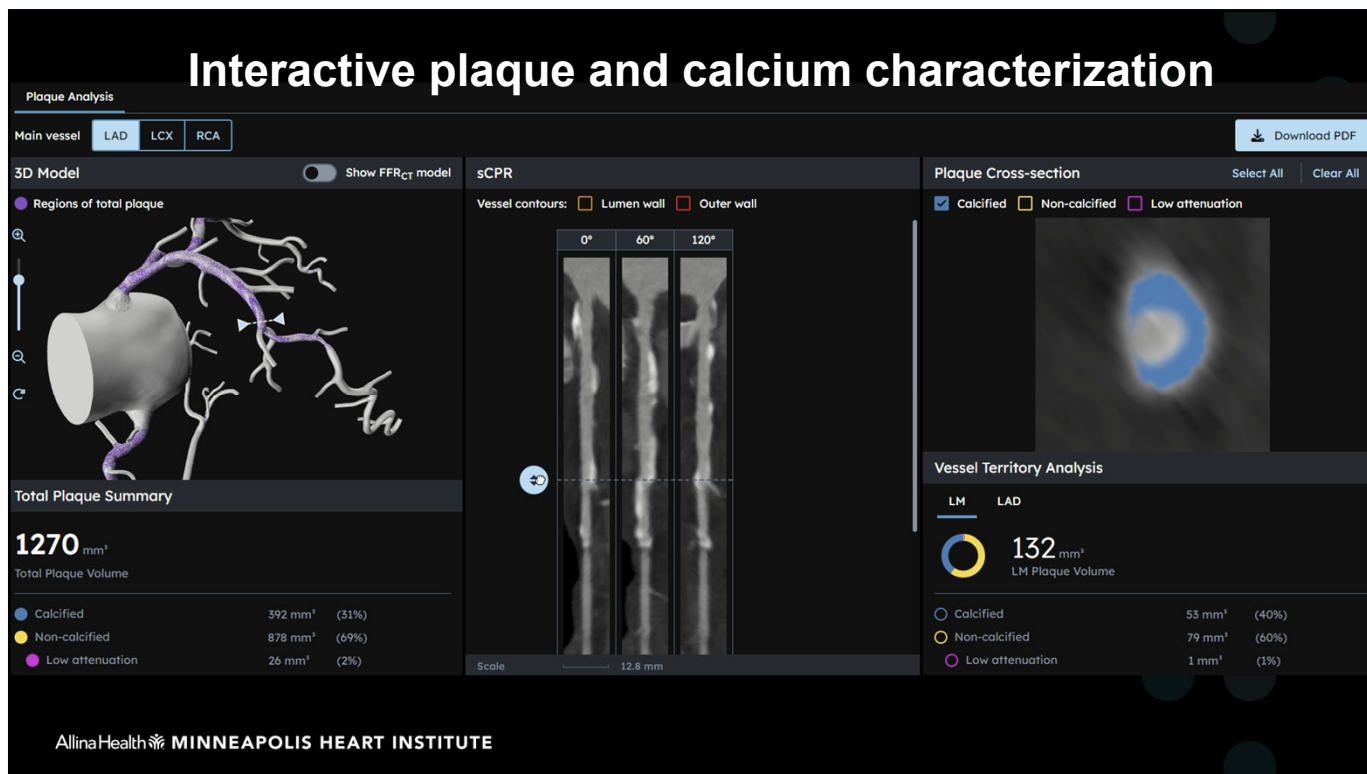 Interactive plaque and calcium characterization
Plaque Analysis
Main vessel LAD LCX RCA
Download PDF
3D Model Show FFRCT model
Regions of total plaque
sCPR
Vessel contours: Lumen wall Outer wall
0° 60° 120°
Scale 12.8 mm
Plaque Cross-section Select All Clear All
Calcified Non-calcified Low attenuation
Total Plaque Summary
1270 mm³
Total Plaque Volume
Calcified 392 mm³ (31%)
Non-calcified 878 mm³ (69%)
Low attenuation 26 mm³ (2%)
Vessel Territory Analysis
LM LAD
132 mm³
LM Plaque Volume
Calcified 53 mm³ (40%)
Non-calcified 79 mm³ (60%)
Low attenuation 1 mm³ (1%)
Allina Health MINNEAPOLIS HEART INSTITUTE